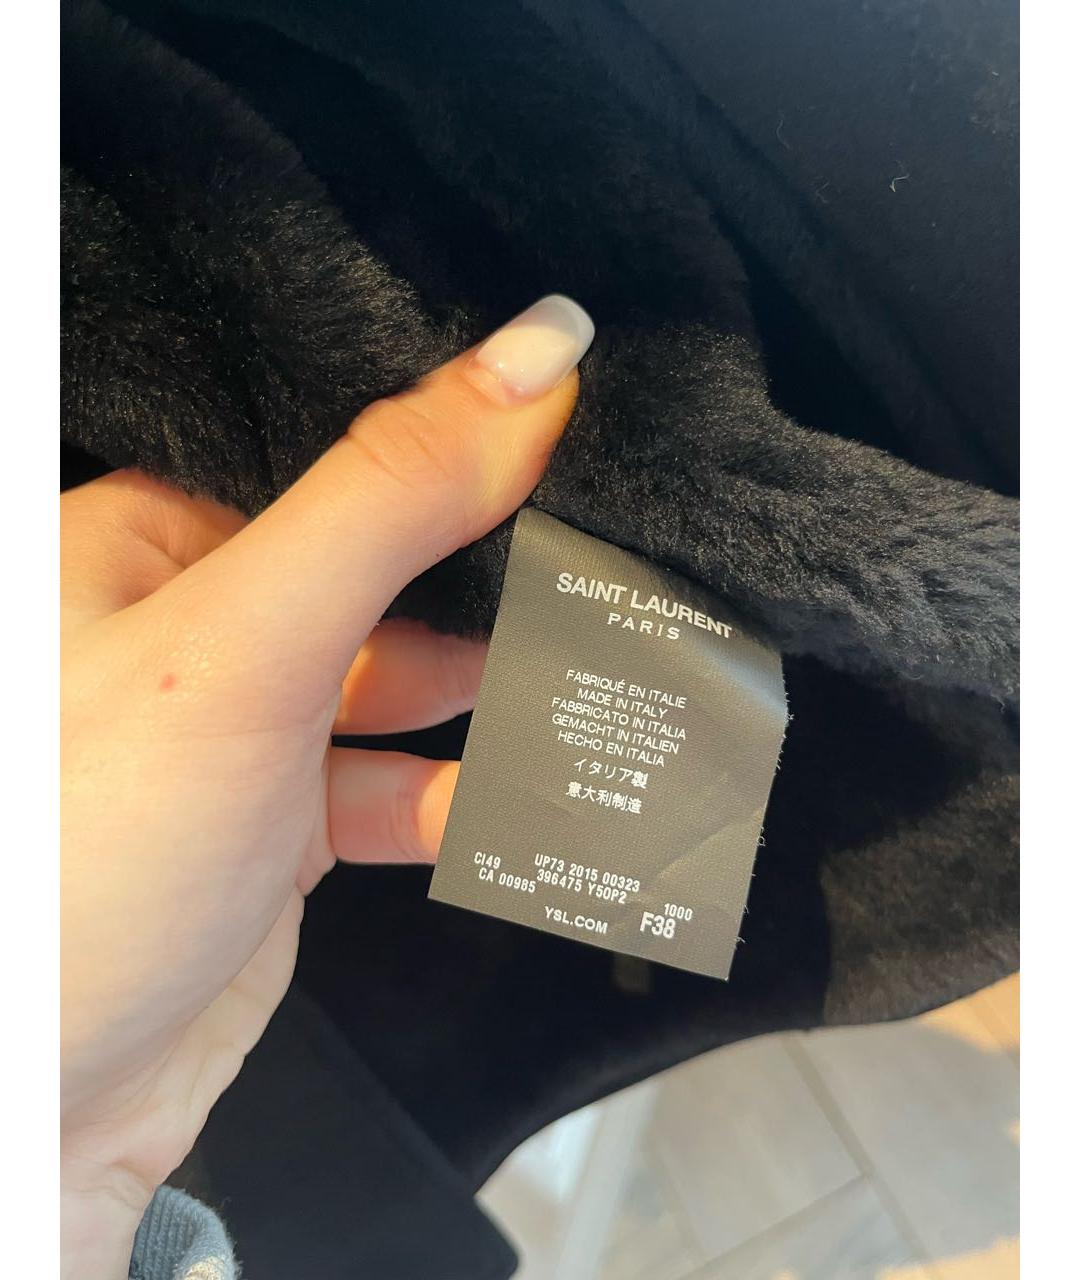 SAINT LAURENT
PARIS
FABRIQUÉ EN ITALIE
MADE IN ITALY
FABBRICATO IN ITALIA
GEMACHT IN ITALIEN
HECHO EN ITALIA
イタリア製
意大利制造
CI49 UP73 2015 00323
CA 00985 396475 Y5OP2 1000
YSL.COM F38